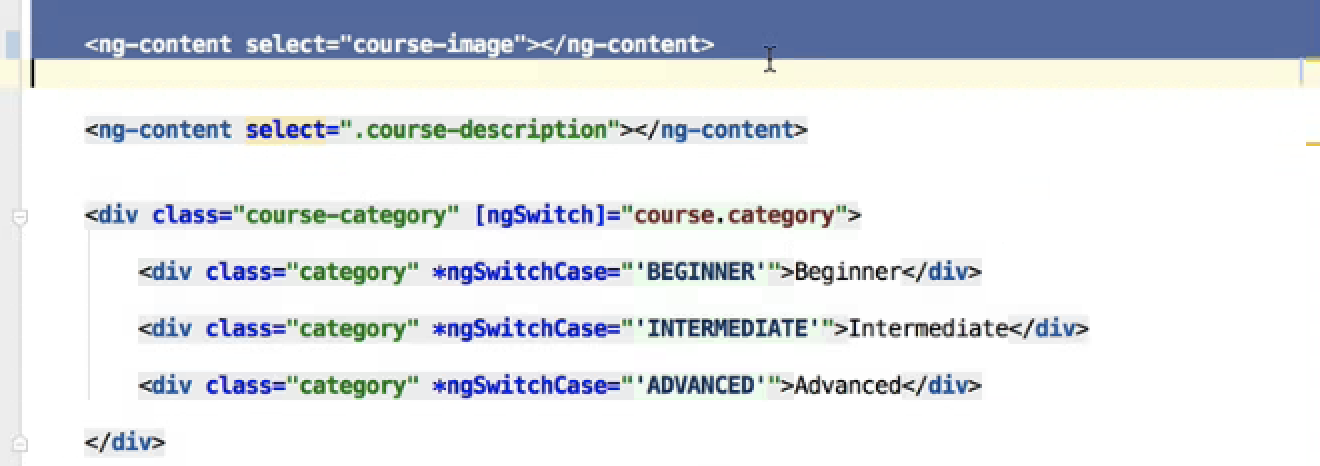 <ng-content select="course-image"></ng-content>
<ng-content select=".course-description"></ng-content>
<div class="course-category" [ngSwitch]="course.category">
<div class="category" *ngSwitchCase="'BEGINNER'">Beginner</div>
<div class="category" *ngSwitchCase="'INTERMEDIATE'">Intermediate</div>
<div class="category" *ngSwitchCase="'ADVANCED'">Advanced</div>
</div>